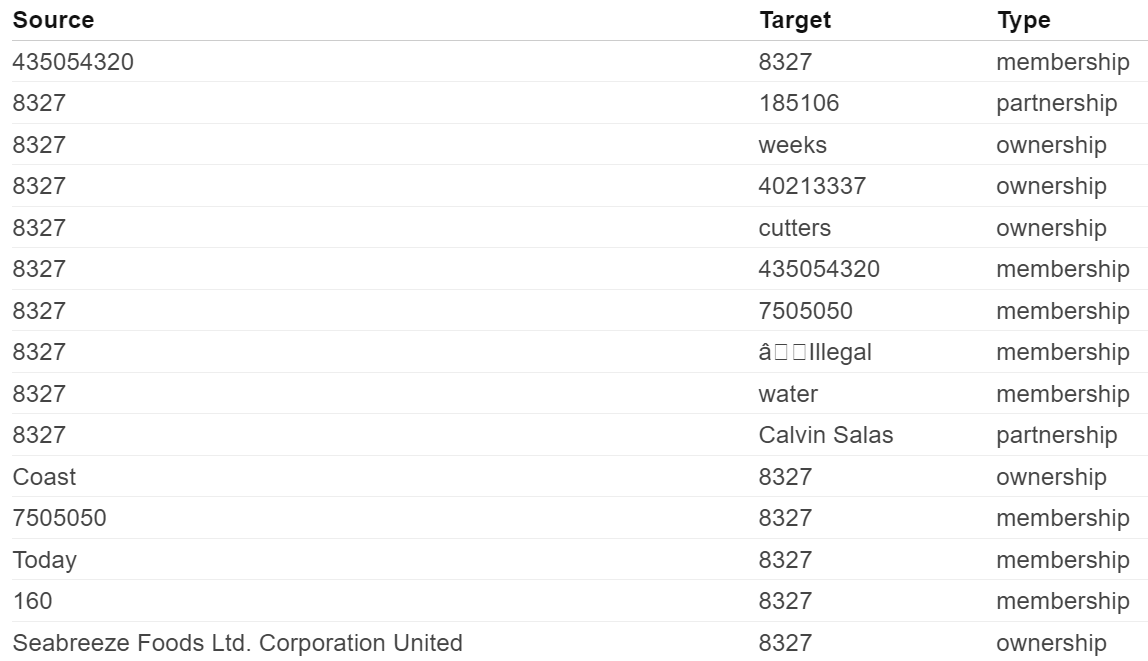 Source Target Type
435054320 8327 membership
8327 185106 partnership
8327 weeks ownership
8327 40213337 ownership
8327 cutters ownership
8327 435054320 membership
8327 7505050 membership
8327 â□□Illegal membership
8327 water membership
8327 Calvin Salas partnership
Coast 8327 ownership
7505050 8327 membership
Today 8327 membership
160 8327 membership
Seabreeze Foods Ltd. Corporation United 8327 ownership